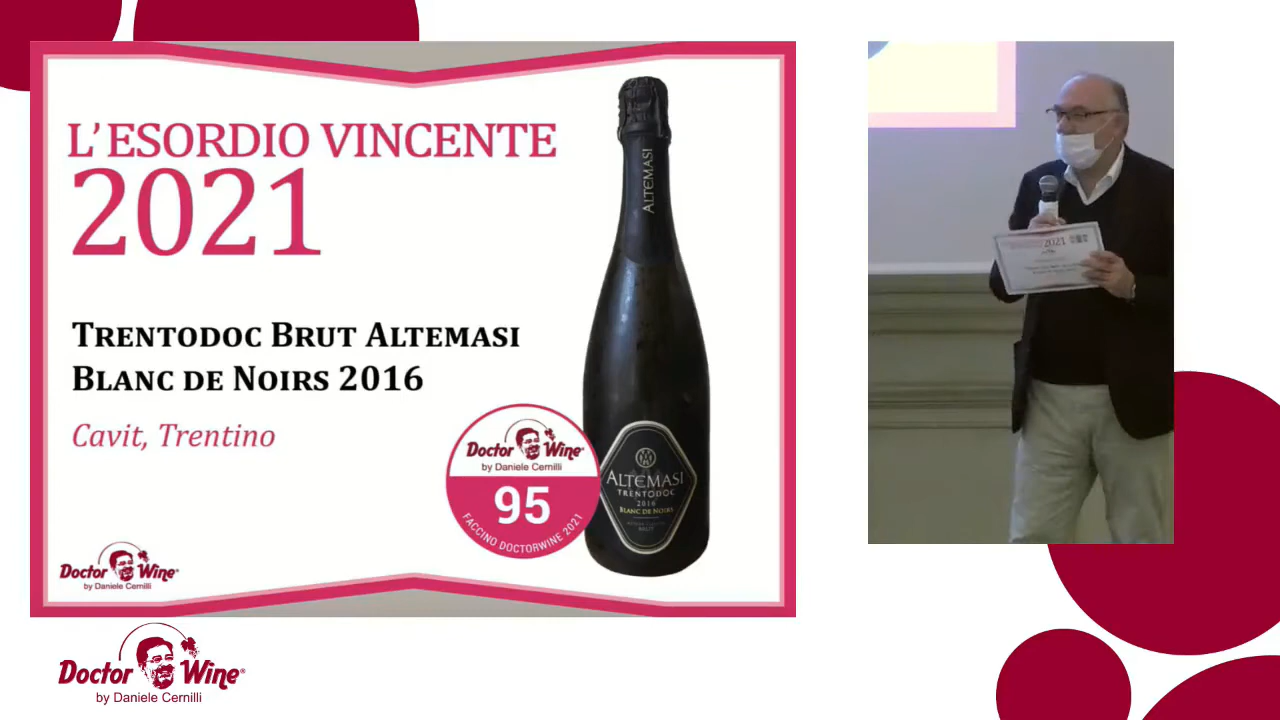 L'ESORDIO VINCENTE
2021
TRENTODOC BRUT ALTEMASI
BLANC DE NOIRS 2016
Cavit, Trentino
Doctor Wine®
by Daniele Cernilli
95
FACCINO DOCTORWINE 2021
ALTEMASI
ALTEMASI
TRENTODOC
2016
BLANC DE NOIRS
BRUT
Doctor Wine®
by Daniele Cernilli
Doctor Wine®
by Daniele Cernilli
2021